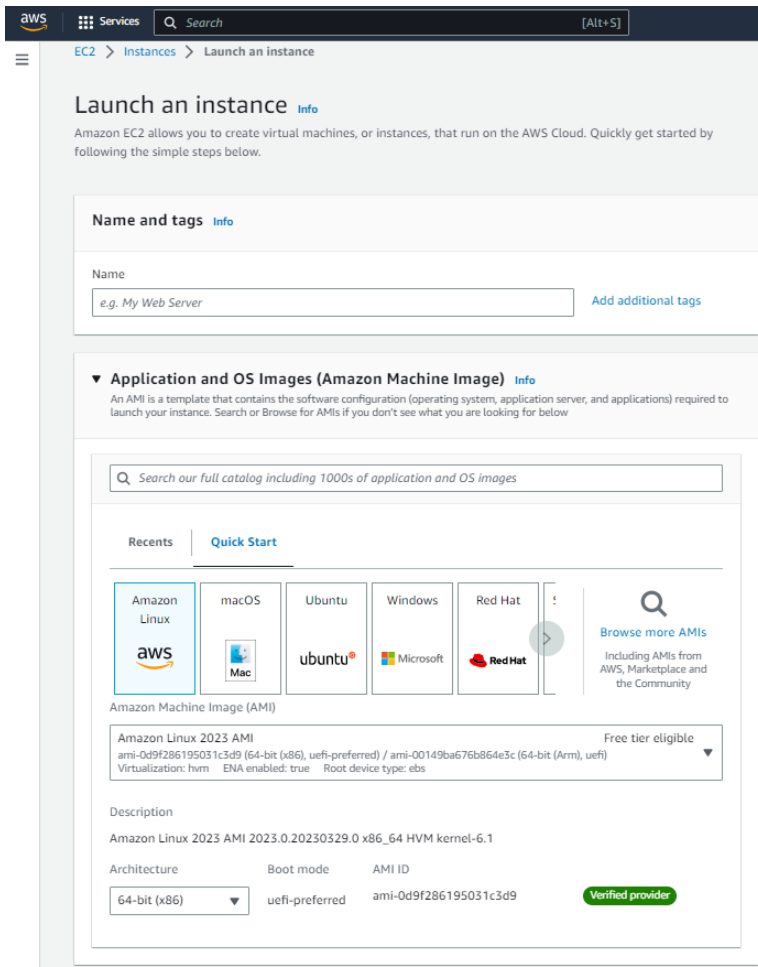 aws
Services
Search
[Alt+S]
EC2 > Instances > Launch an instance
Launch an instance Info
Amazon EC2 allows you to create virtual machines, or instances, that run on the AWS Cloud. Quickly get started by
following the simple steps below.
Name and tags Info
Name
e.g. My Web Server
Add additional tags
Application and OS Images (Amazon Machine Image) Info
An AMI is a template that contains the software configuration (operating system, application server, and applications) required to
launch your instance. Search or Browse for AMIs if you don't see what you are looking for below
Search our full catalog including 1000s of application and OS images
Recents
Quick Start
Amazon
Linux
aws
macOS
Mac
Ubuntu
ubuntu®
Windows
Microsoft
Red Hat
Red Hat
Browse more AMIs
Including AMIs from
AWS, Marketplace and
the Community
Amazon Machine Image (AMI)
Amazon Linux 2023 AMI
Free tier eligible
ami-0d9f286195031c3d9 (64-bit (x86), uefi-preferred) / ami-00149ba676b864e3c (64-bit (Arm), uefi)
Virtualization: hvm ENA enabled: true Root device type: ebs
Description
Amazon Linux 2023 AMI 2023.0.20230329.0 x86_64 HVM kernel-6.1
Architecture
Boot mode
AMI ID
64-bit (x86)
uefi-preferred
ami-0d9f286195031c3d9
Verified provider